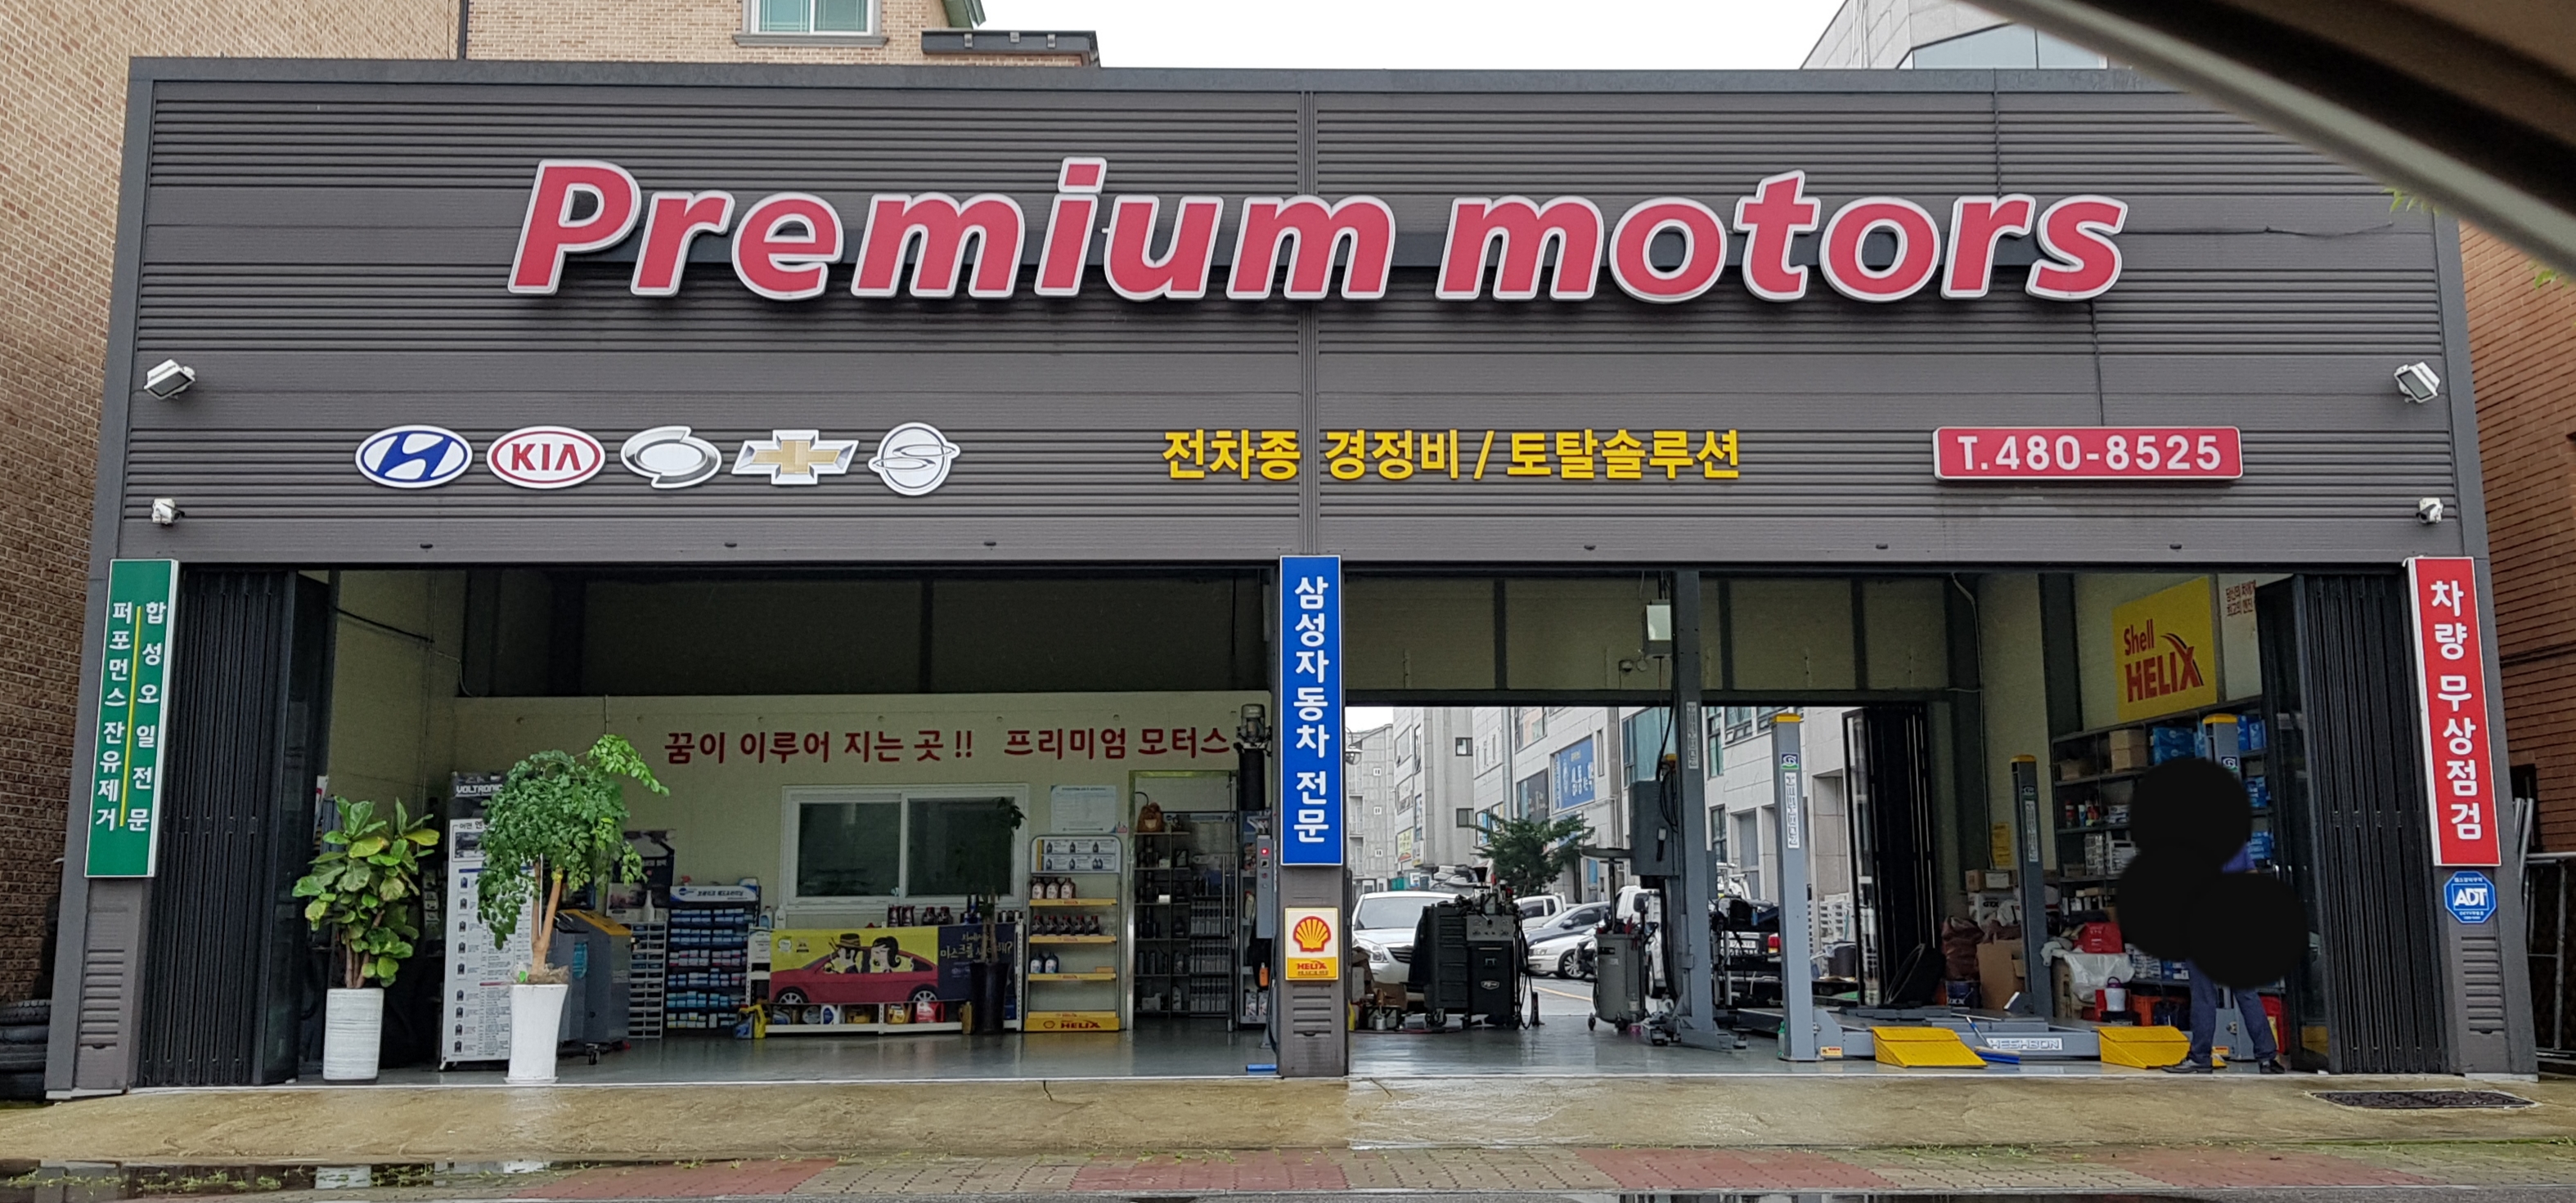 Premium motors
KIA
전차종 경정비 / 토탈솔루션
T.480-8525
합성오일전문
퍼포먼스 잔유제거
삼성자동차 전문
차량무상점검
꿈이 이루어 지는 곳!! 프리미엄 모터스
Shell
HELIX
ADT
VOLTRONIC
HELIX
HELIX